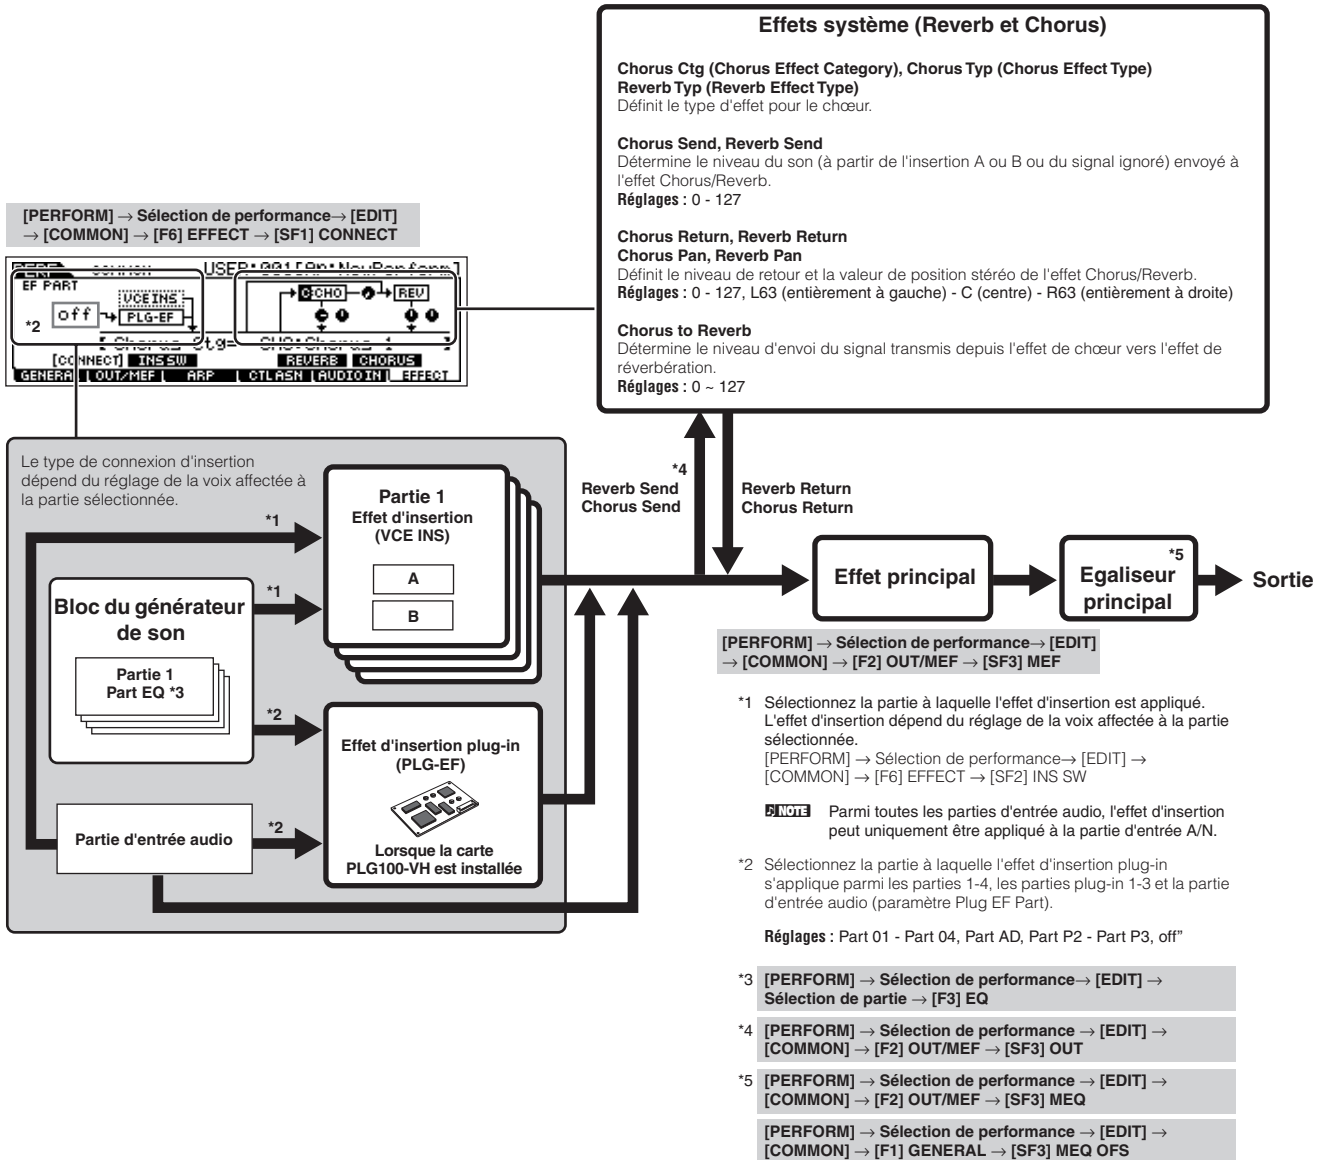 Effets système (Reverb et Chorus)
Chorus Ctg (Chorus Effect Category), Chorus Typ (Chorus Effect Type)
Reverb Typ (Reverb Effect Type)
Définit le type d'effet pour le chœur.
Chorus Send, Reverb Send
Détermine le niveau du son (à partir de l'insertion A ou B ou du signal ignoré) envoyé à
l'effet Chorus/Reverb.
Réglages : 0 - 127
Chorus Return, Reverb Return
Chorus Pan, Reverb Pan
Définit le niveau de retour et la valeur de position stéréo de l'effet Chorus/Reverb.
Réglages : 0 - 127, L63 (entièrement à gauche) - C (centre) - R63 (entièrement à droite)
Chorus to Reverb
Détermine le niveau d'envoi du signal transmis depuis l'effet de chœur vers l'effet de
réverbération.
Réglages : 0 ~ 127
[PERFORM] → Sélection de performance→ [EDIT]
→ [COMMON] → [F6] EFFECT → [SF1] CONNECT
EF PART
VCE INS
*2
off
PLG-EF
CHO
REV
[CONNECT] INS SW REVERB CHORUS
GENERAL OUT/MEF ARP CTL ASN AUDIO IN EFFECT
Le type de connexion d'insertion
dépend du réglage de la voix affectée à
la partie sélectionnée.
*1
*1
Bloc du générateur
de son
Partie 1
Part EQ *3
*2
Partie d'entrée audio
*2
Partie 1
Effet d'insertion
(VCE INS)
A
B
Effet d'insertion plug-in
(PLG-EF)
Lorsque la carte
PLG100-VH est installée
*4
Reverb Send
Chorus Send
Reverb Return
Chorus Return
Effet principal
*5
Egaliseur
principal
Sortie
[PERFORM] → Sélection de performance→ [EDIT]
→ [COMMON] → [F2] OUT/MEF → [SF3] MEF
*1 Sélectionnez la partie à laquelle l'effet d'insertion est appliqué.
L'effet d'insertion dépend du réglage de la voix affectée à la partie
sélectionnée.
[PERFORM] → Sélection de performance→ [EDIT] →
[COMMON] → [F6] EFFECT → [SF2] INS SW
NOTE Parmi toutes les parties d'entrée audio, l'effet d'insertion
peut uniquement être appliqué à la partie d'entrée A/N.
*2 Sélectionnez la partie à laquelle l'effet d'insertion plug-in
s'applique parmi les parties 1-4, les parties plug-in 1-3 et la partie
d'entrée audio (paramètre Plug EF Part).
Réglages : Part 01 - Part 04, Part AD, Part P2 - Part P3, off”
*3 [PERFORM] → Sélection de performance→ [EDIT] →
Sélection de partie → [F3] EQ
*4 [PERFORM] → Sélection de performance → [EDIT] →
[COMMON] → [F2] OUT/MEF → [SF3] OUT
*5 [PERFORM] → Sélection de performance → [EDIT] →
[COMMON] → [F2] OUT/MEF → [SF3] MEQ
[PERFORM] → Sélection de performance → [EDIT] →
[COMMON] → [F1] GENERAL → [SF3] MEQ OFS